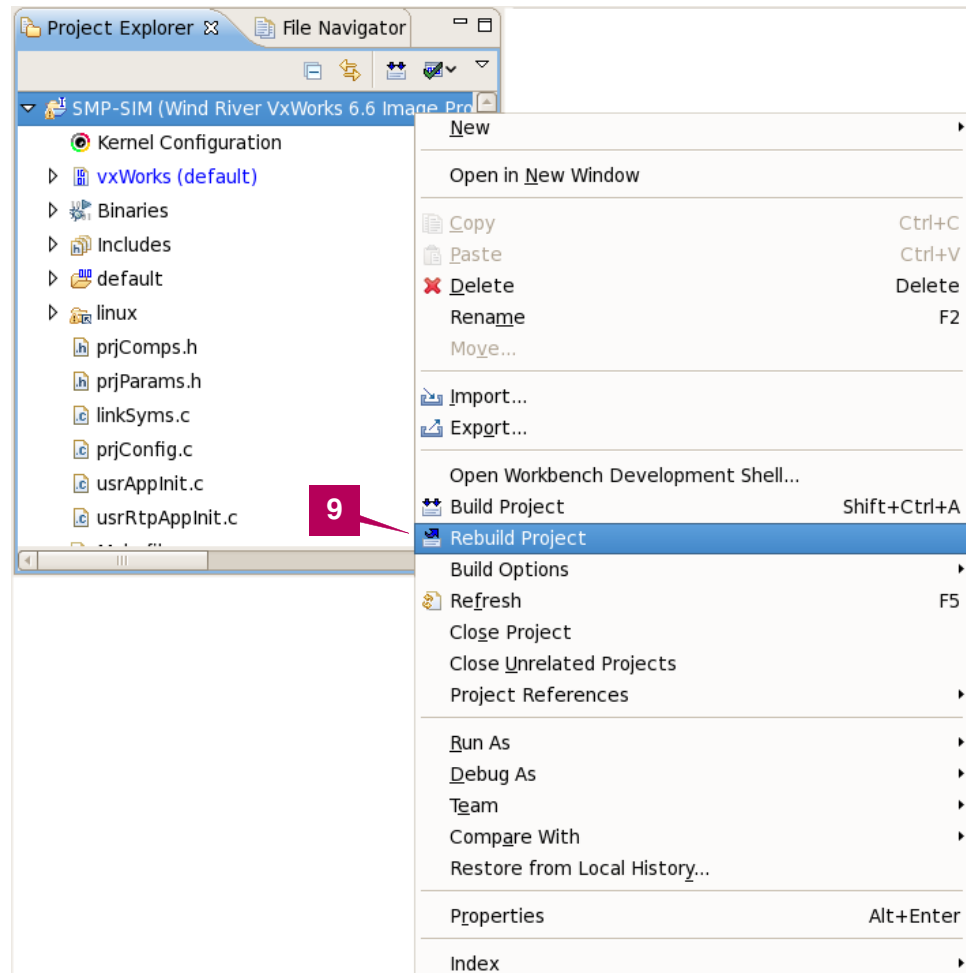 Project Explorer File Navigator
SMP-SIM (Wind River VxWorks 6.6 Image Pro
Kernel Configuration
vxWorks (default)
Binaries
Includes
default
linux
prjComps.h
prjParams.h
linkSyms.c
prjConfig.c
usrAppInit.c
usrRtpAppInit.c
9
New
Open in New Window
Copy Ctrl+C
Paste Ctrl+V
Delete Delete
Rename F2
Move...
Import...
Export...
Open Workbench Development Shell...
Build Project Shift+Ctrl+A
Rebuild Project
Build Options
Refresh F5
Close Project
Close Unrelated Projects
Project References
Run As
Debug As
Team
Compare With
Restore from Local History...
Properties Alt+Enter
Index